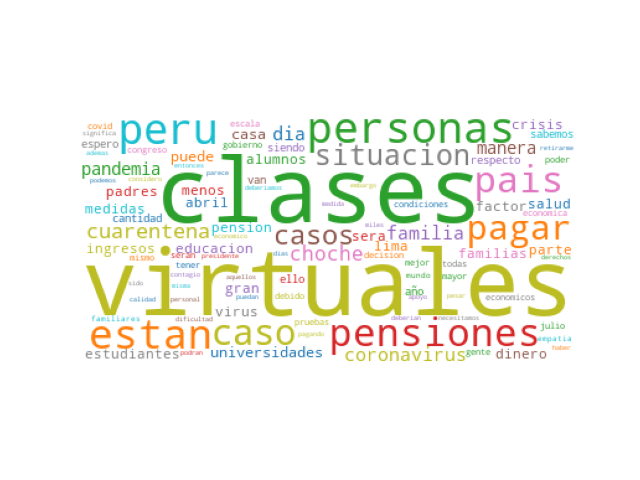 covid
significa
peru
escala
casa
dia
personas
crisis
sabemos
espero
ademas
congreso
gobierno
siendo
manera
retirarme
pandemia
puede
entonces
alumnos
situacion
respecto
poder
podemos
considera
parece
van
clases
embargo
pais
padres
menos
deberiamos
condiciones
economica
medidas
abril
medida
factor
salud
cantidad
cuarentena
pension
casos
sera
miles
familia
pagar
ingresos
educacion
choche
lima
decision
familias
parte
mismo
seran
presidente
dias
derechos
tener
contagio
aquellos
ello
mejor
todas
mundo
mayor
sido
misma
gran
virtuales
calidad
personal
puedan
debido
año
apoyo
pasar
economicos
virus
familiares
dificultad
pruebas
deberian
necesitamos
julio
estan
caso
economico
pagando
pensiones
empatia
estudiantes
podran
universidades
coronavirus
gente
dinero
haber